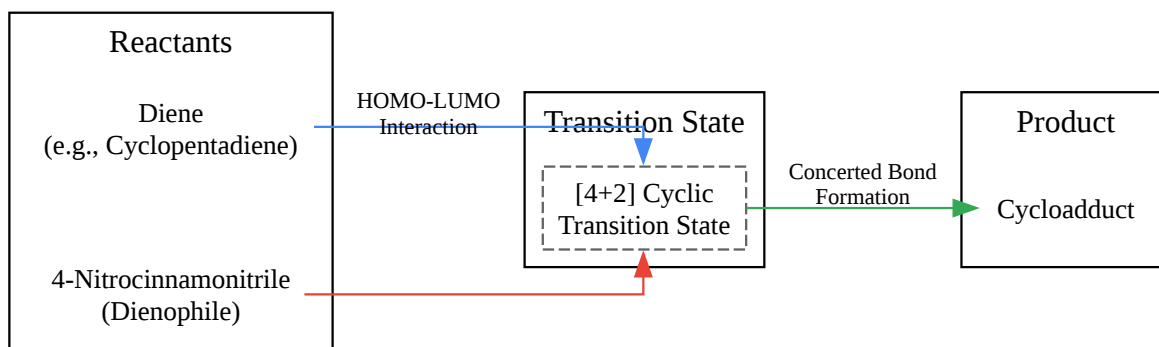 Reactants
Diene
(e.g., Cyclopentadiene)
4-Nitrocinnamonitrile
(Dienophile)
HOMO-LUMO
Interaction
Transition State
[4+2] Cyclic
Transition State
Concerted Bond
Formation
Product
Cycloadduct